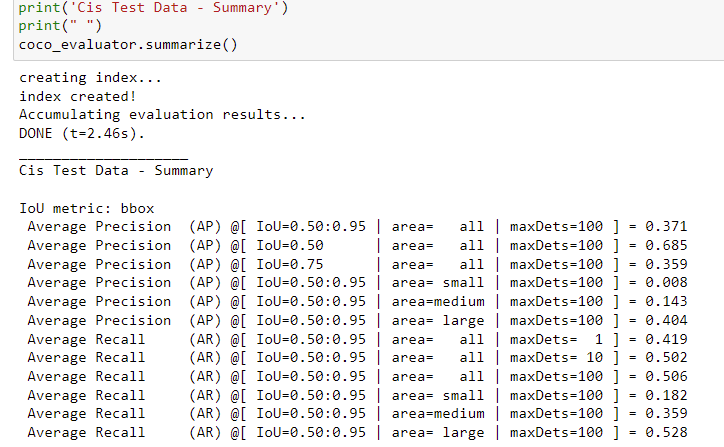 print('Cis Test Data - Summary')
print(" ")
coco_evaluator.summarize()
creating index...
index created!
Accumulating evaluation results...
DONE (t=2.46s).
____________________
Cis Test Data - Summary
IoU metric: bbox
 Average Precision  (AP) @[ IoU=0.50:0.95 | area=   all | maxDets=100 ] = 0.371
 Average Precision  (AP) @[ IoU=0.50      | area=   all | maxDets=100 ] = 0.685
 Average Precision  (AP) @[ IoU=0.75      | area=   all | maxDets=100 ] = 0.359
 Average Precision  (AP) @[ IoU=0.50:0.95 | area= small | maxDets=100 ] = 0.008
 Average Precision  (AP) @[ IoU=0.50:0.95 | area=medium | maxDets=100 ] = 0.143
 Average Precision  (AP) @[ IoU=0.50:0.95 | area= large | maxDets=100 ] = 0.404
 Average Recall     (AR) @[ IoU=0.50:0.95 | area=   all | maxDets=  1 ] = 0.419
 Average Recall     (AR) @[ IoU=0.50:0.95 | area=   all | maxDets= 10 ] = 0.502
 Average Recall     (AR) @[ IoU=0.50:0.95 | area=   all | maxDets=100 ] = 0.506
 Average Recall     (AR) @[ IoU=0.50:0.95 | area= small | maxDets=100 ] = 0.182
 Average Recall     (AR) @[ IoU=0.50:0.95 | area=medium | maxDets=100 ] = 0.359
 Average Recall     (AR) @[ IoU=0.50:0.95 | area= large | maxDets=100 ] = 0.528